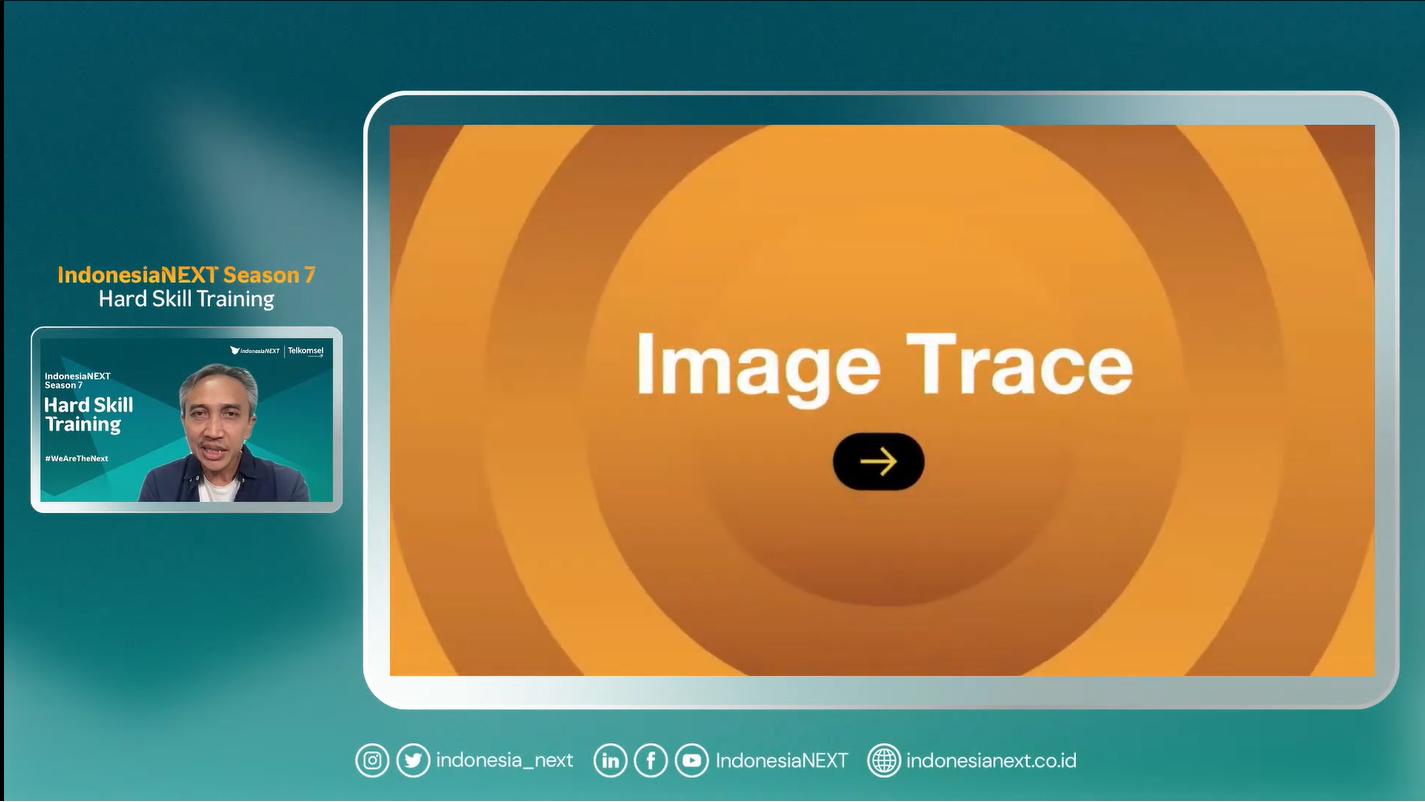 IndonesiaNEXT Season 7
Hard Skill Training
IndonesiaNEXT | Telkomsel
IndonesiaNEXT
Season 7
Hard Skill
Training
#WeAreTheNext
Image Trace
indonesia_next
IndonesiaNEXT
indonesianext.co.id